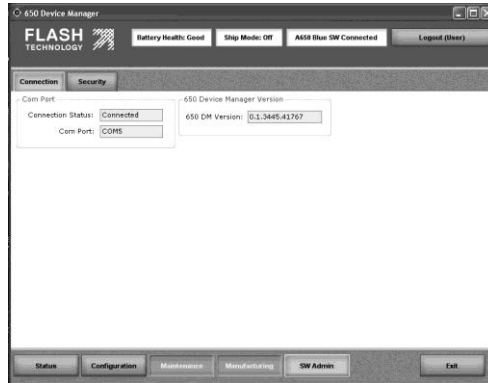 650 Device Manager
FLASH
TECHNOLOGY
Battery Health: Good
Ship Mode: Off
A650 Blue SW Connected
Logout (User)
Connection
Security
Com Port
Connection Status: Connected
Com Port: COM5
650 Device Manager Version
650 DM Version: 0.1.3445.41767
Status
Configuration
Maintenance
Manufacturing
SW Admin
Exit